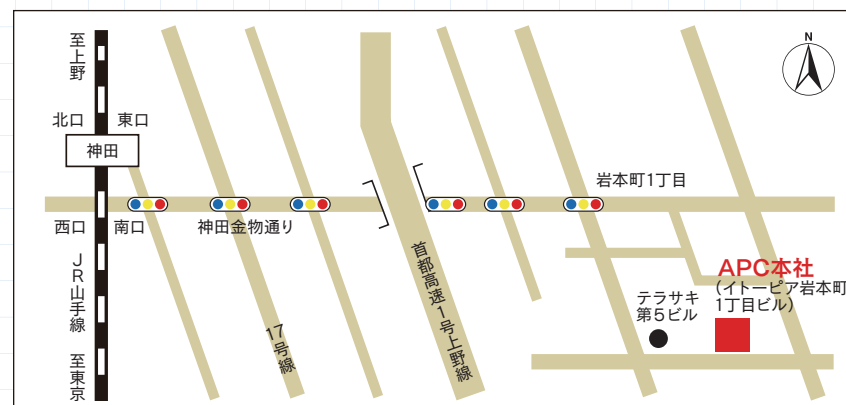 至上野
N
北口
東口
神田
岩本町1丁目
西口
南口
神田金物通り
首都高速1号上野線
APC本社
(イトーピア岩本町
1丁目ビル)
テラサキ
第5ビル
JR山手線
17号線
至東京